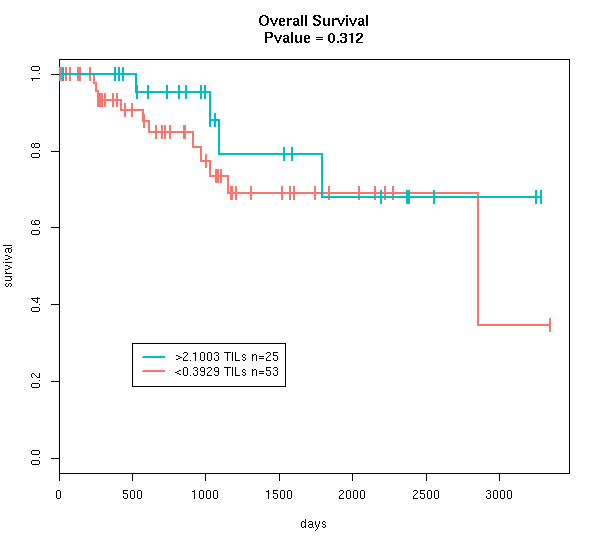 Overall Survival
Pvalue = 0.312
survival
1.0
0.8
0.6
0.4
0.2
0.0
>2.1003 TILs n=25
<0.3929 TILs n=53
0 500 1000 1500 2000 2500 3000
days